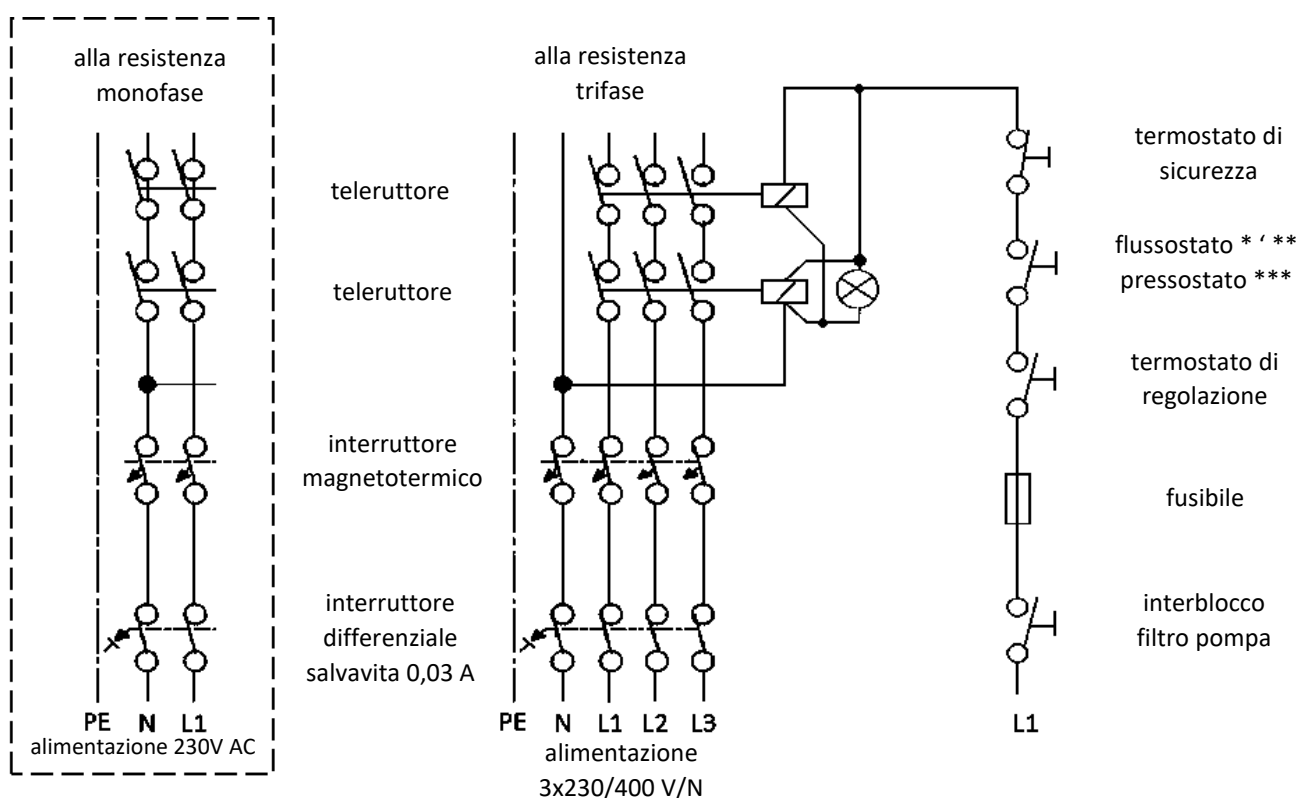 alla resistenza
monofase
alla resistenza
trifase
termostato di
sicurezza
teleruttore
flussostato * ‘ **
pressostato ***
teleruttore
termostato di
regolazione
interruttore
magnetotermico
fusibile
interruttore
differenziale
salvavita 0,03 A
interblocco
filtro pompa
PE N L1
PE N L1 L2 L3
L1
alimentazione 230V AC
alimentazione
3x230/400 V/N